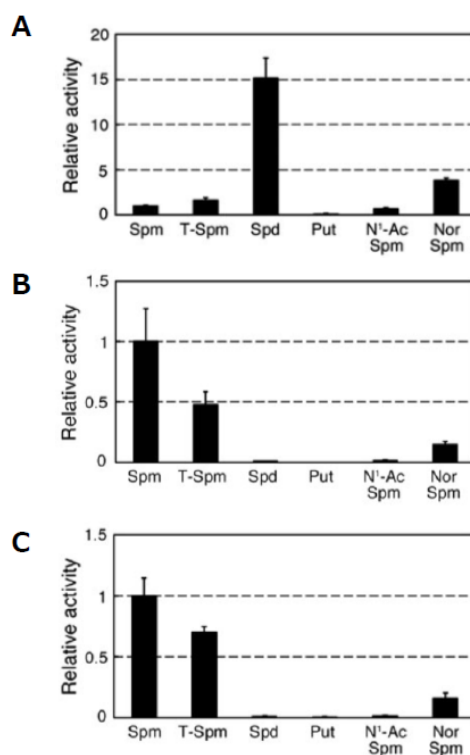 A
Relative activity
20
15
10
5
0
Spm T-Spm Spd Put N¹-Ac Nor
Spm Spm
B
Relative activity
1.5
1
0.5
0
Spm T-Spm Spd Put N¹-Ac Nor
Spm Spm
C
Relative activity
1.5
1
0.5
0
Spm T-Spm Spd Put N¹-Ac Nor
Spm Spm